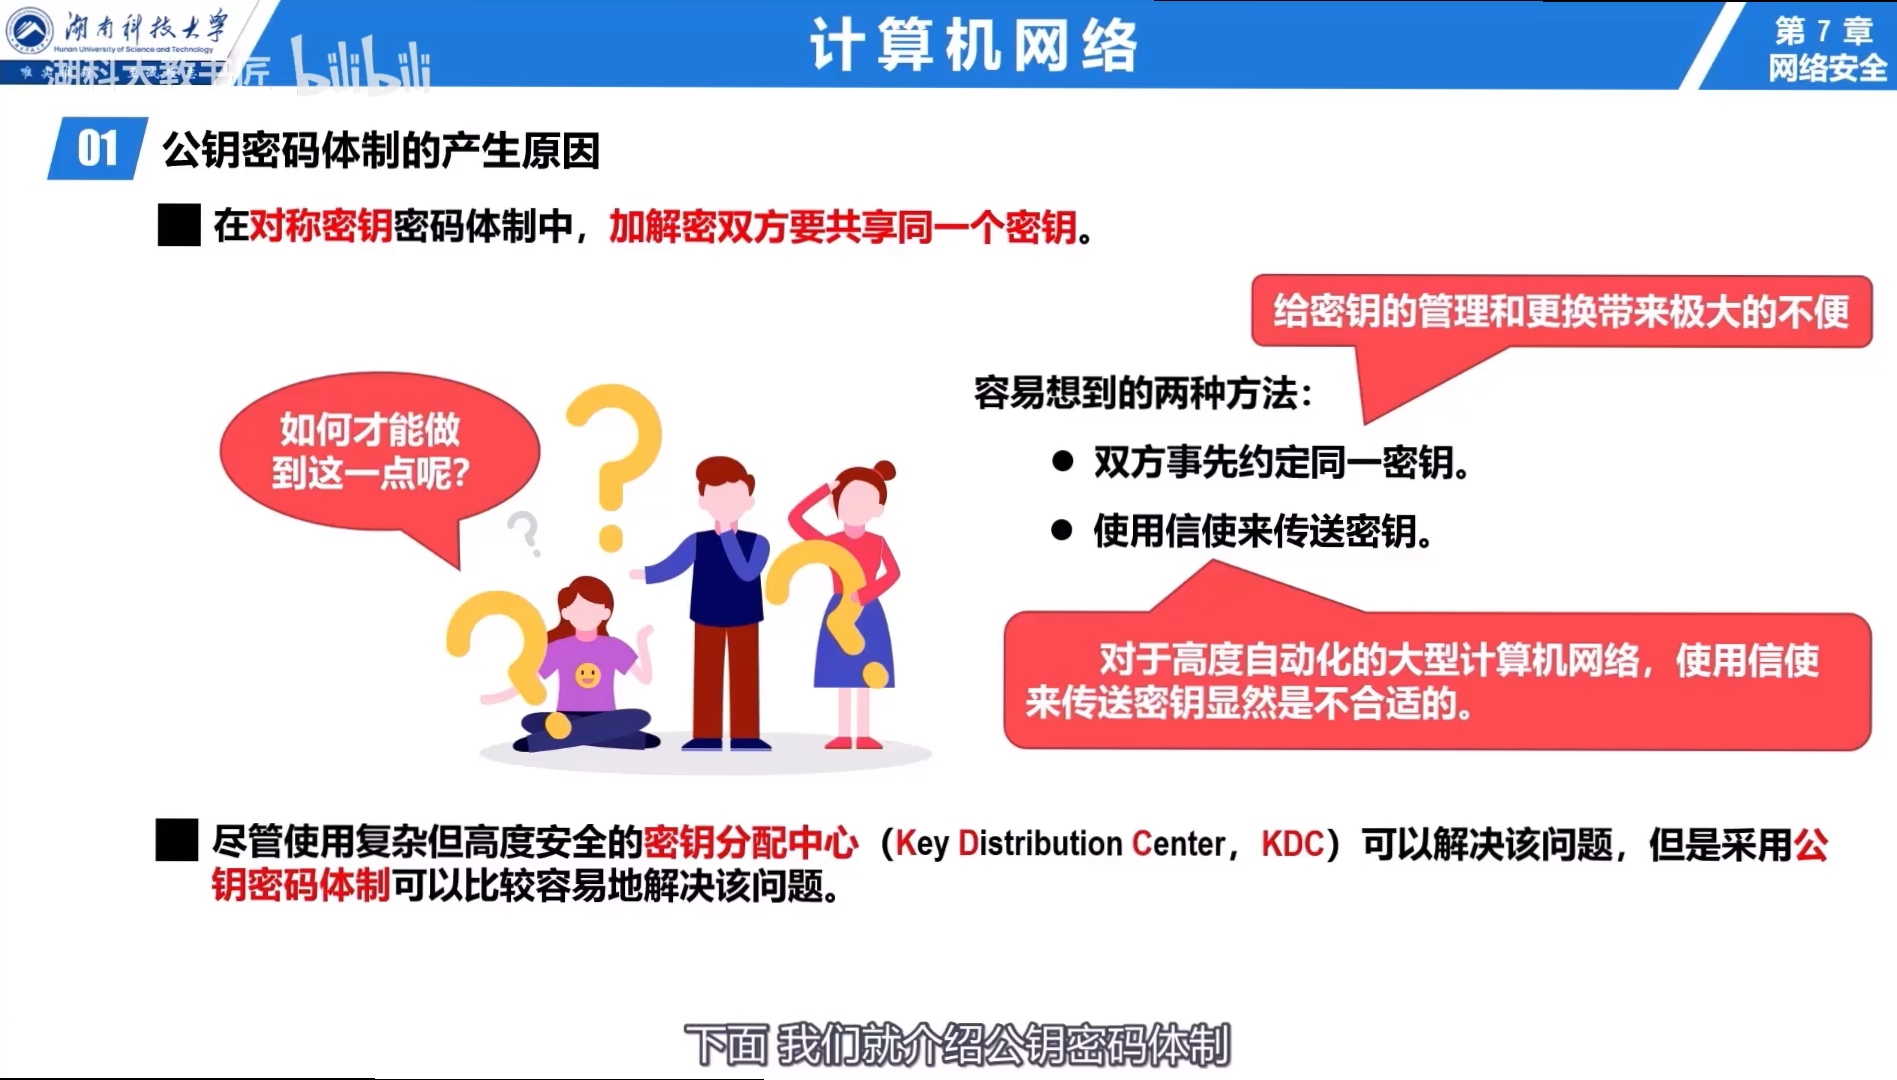 湖南科技大学
Hunan University of Science and Technology
湖科大教书匠 bilibili
计算机网络
第 7 章
网络安全
01 公钥密码体制的产生原因
在对称密钥密码体制中，加解密双方要共享同一个密钥。
给密钥的管理和更换带来极大的不便
如何才能做
到这一点呢？
容易想到的两种方法：
● 双方事先约定同一密钥。
● 使用信使来传送密钥。
对于高度自动化的大型计算机网络，使用信使
来传送密钥显然是不合适的。
尽管使用复杂但高度安全的密钥分配中心（Key Distribution Center，KDC）可以解决该问题，但是采用公
钥密码体制可以比较容易地解决该问题。
下面 我们就介绍公钥密码体制